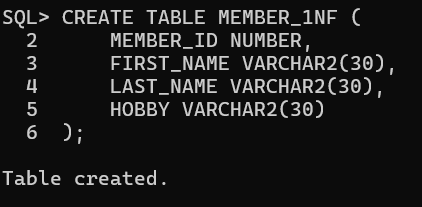 SQL> CREATE TABLE MEMBER_1NF (
  2      MEMBER_ID NUMBER,
  3      FIRST_NAME VARCHAR2(30),
  4      LAST_NAME VARCHAR2(30),
  5      HOBBY VARCHAR2(30)
  6  );
Table created.